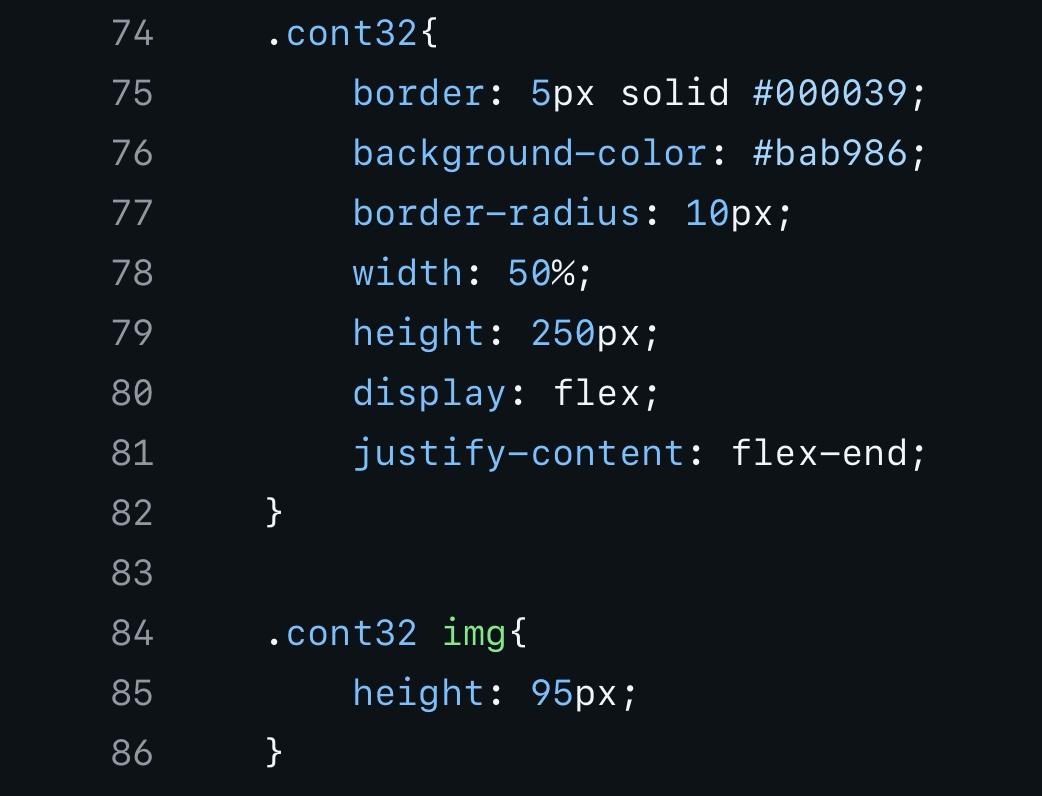 74 .cont32{
75 border: 5px solid #000039;
76 background-color: #bab986;
77 border-radius: 10px;
78 width: 50%;
79 height: 250px;
80 display: flex;
81 justify-content: flex-end;
82 }
83
84 .cont32 img{
85 height: 95px;
86 }